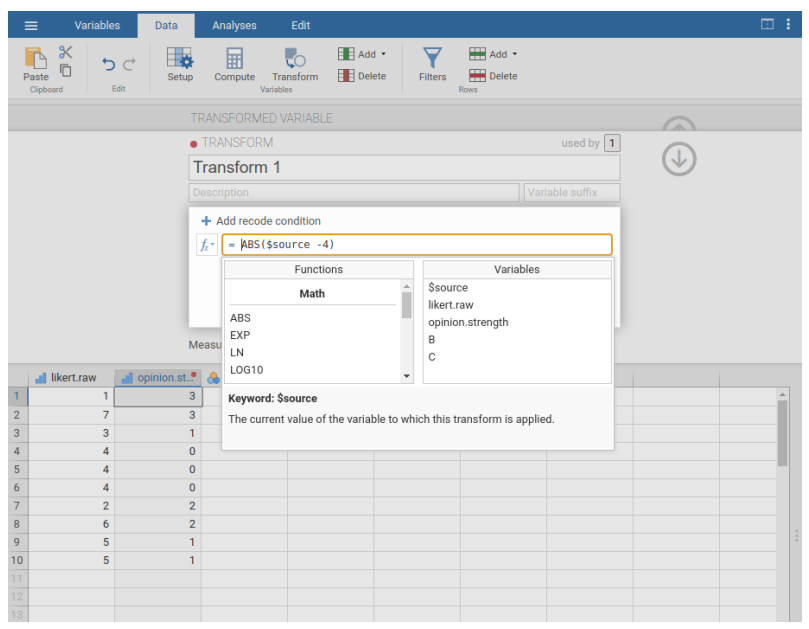 Variables Data Analyses Edit
Paste Setup Compute Transform Add Delete Filters Add Delete
Clipboard Edit Variables Rows
TRANSFORMED VARIABLE
TRANSFORM used by 1
Transform 1
Description Variable suffix
+ Add recode condition
fx = ABS($source -4)
Functions Variables
Math
ABS
EXP
LN
LOG10
$source
likert.raw
opinion.strength
B
C
Measu
Keyword: $source
The current value of the variable to which this transform is applied.
likert.raw opinion.st...
1 1 3
2 7 3
3 3 1
4 4 0
5 4 0
6 4 0
7 2 2
8 6 2
9 5 1
10 5 1
11
12
13